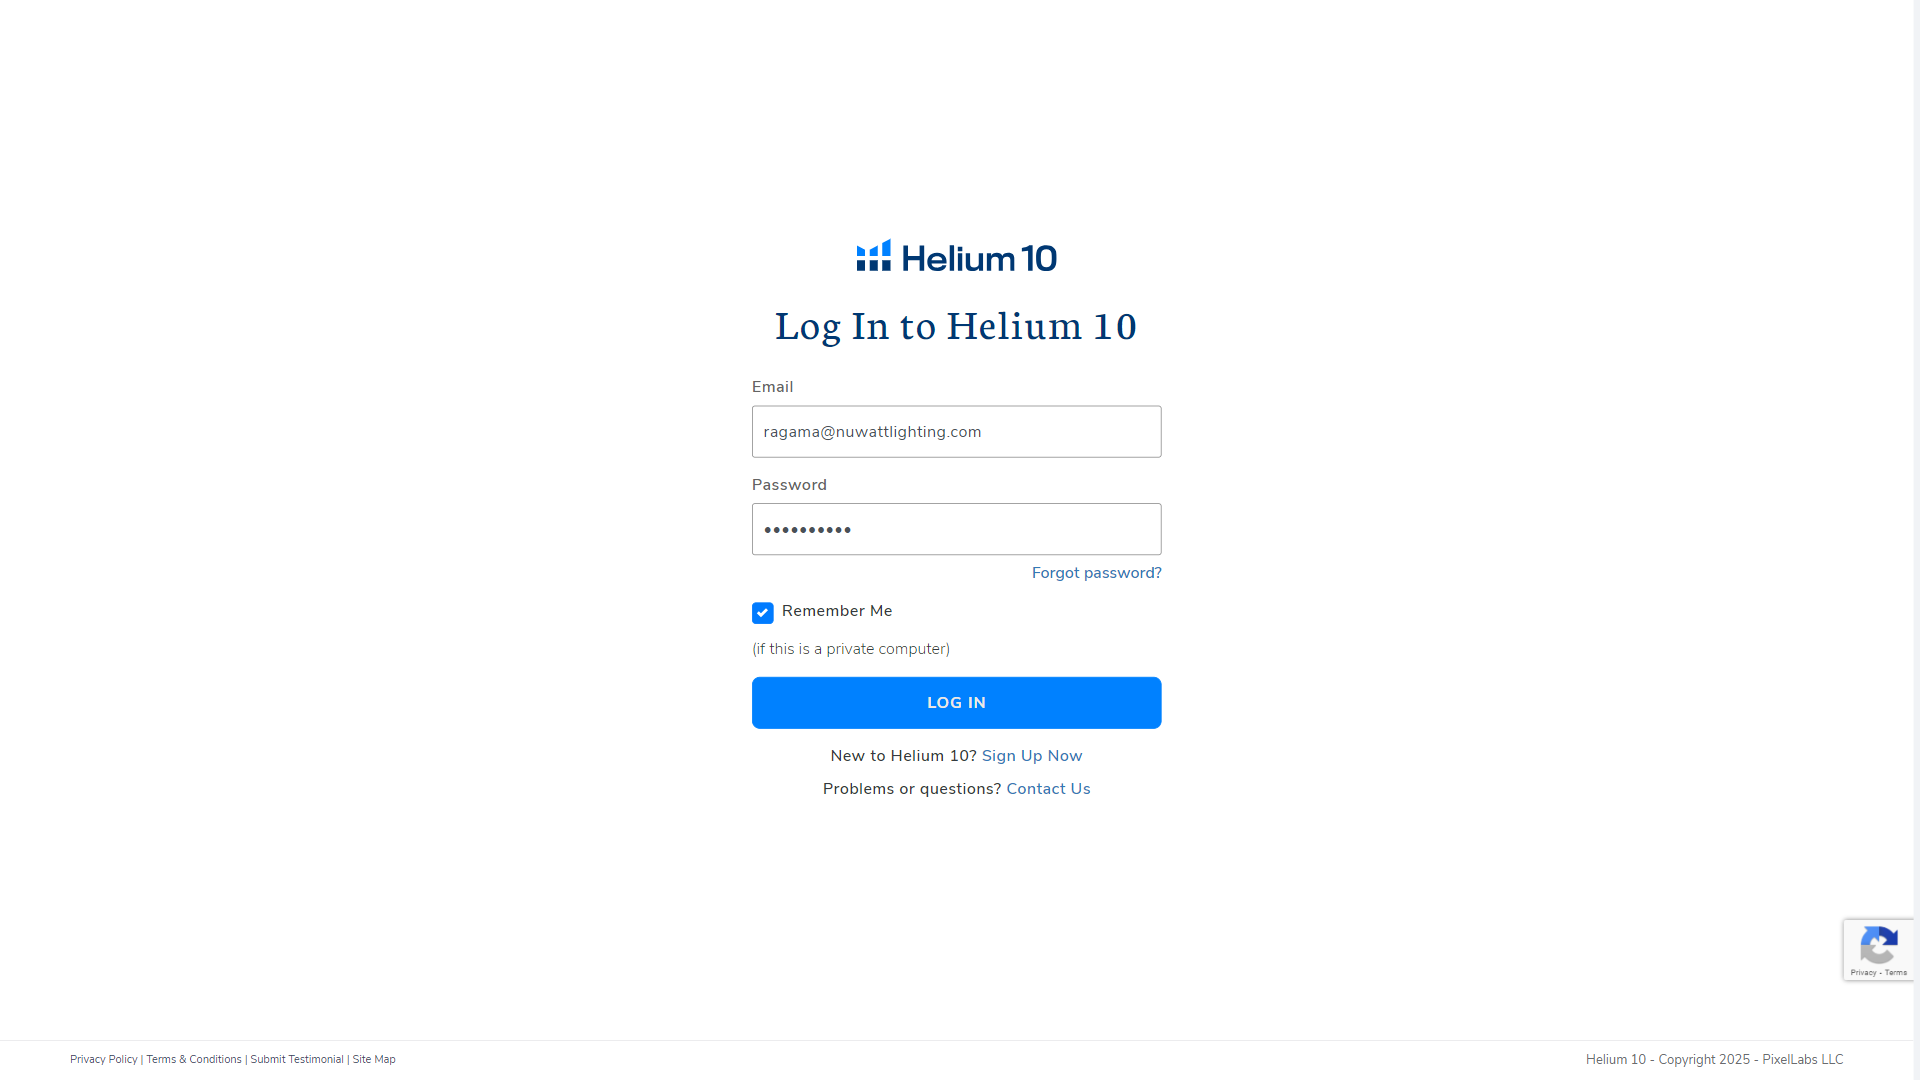 Helium 10
Log In to Helium 10
Email
ragama@nuwattlighting.com
Password
••••••••••
Forgot password?
Remember Me
(if this is a private computer)
LOG IN
New to Helium 10? Sign Up Now
Problems or questions? Contact Us
Privacy - Terms
Privacy Policy | Terms & Conditions | Submit Testimonial | Site Map
Helium 10 - Copyright 2025 - PixelLabs LLC